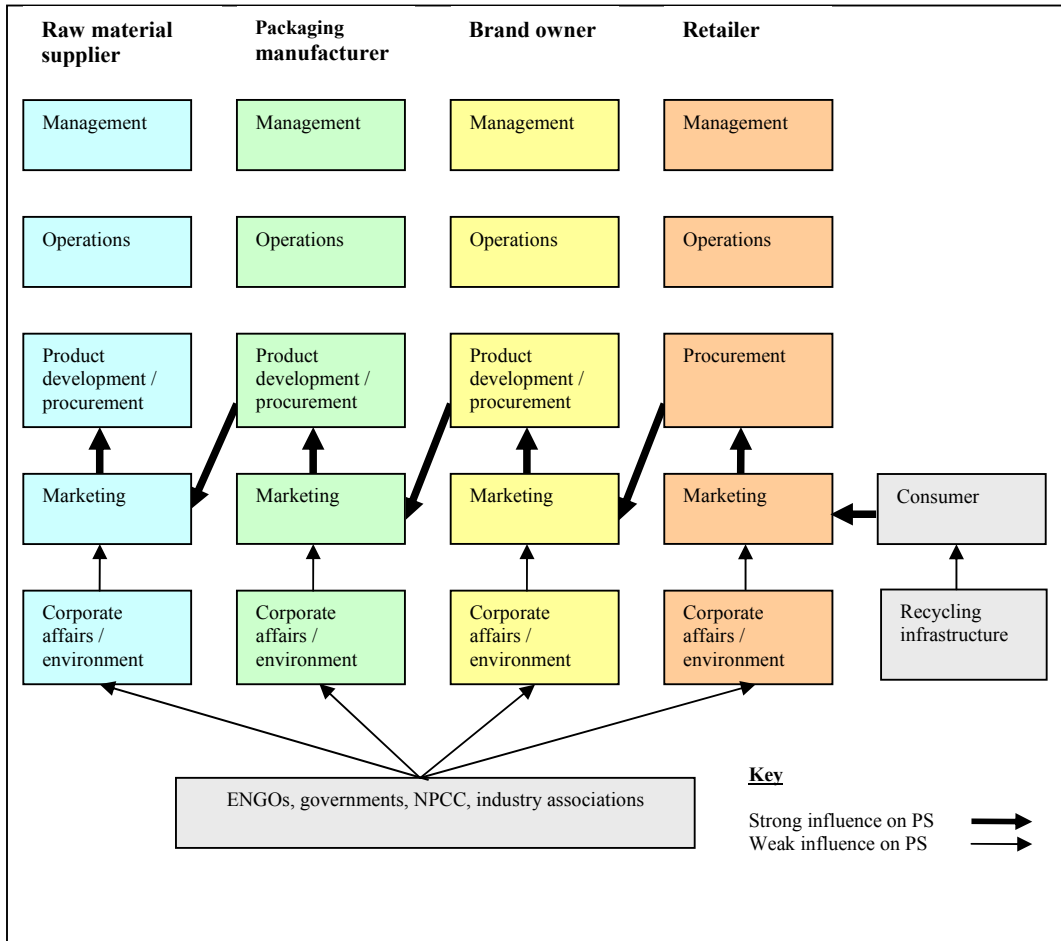 Raw material
supplier
Packaging
manufacturer
Brand owner
Retailer
Management
Management
Management
Management
Operations
Operations
Operations
Operations
Product
development /
procurement
Product
development /
procurement
Product
development /
procurement
Procurement
Marketing
Marketing
Marketing
Marketing
Consumer
Corporate
affairs /
environment
Corporate
affairs /
environment
Corporate
affairs /
environment
Corporate
affairs /
environment
Recycling
infrastructure
ENGOs, governments, NPCC, industry associations
Key
Strong influence on PS
Weak influence on PS